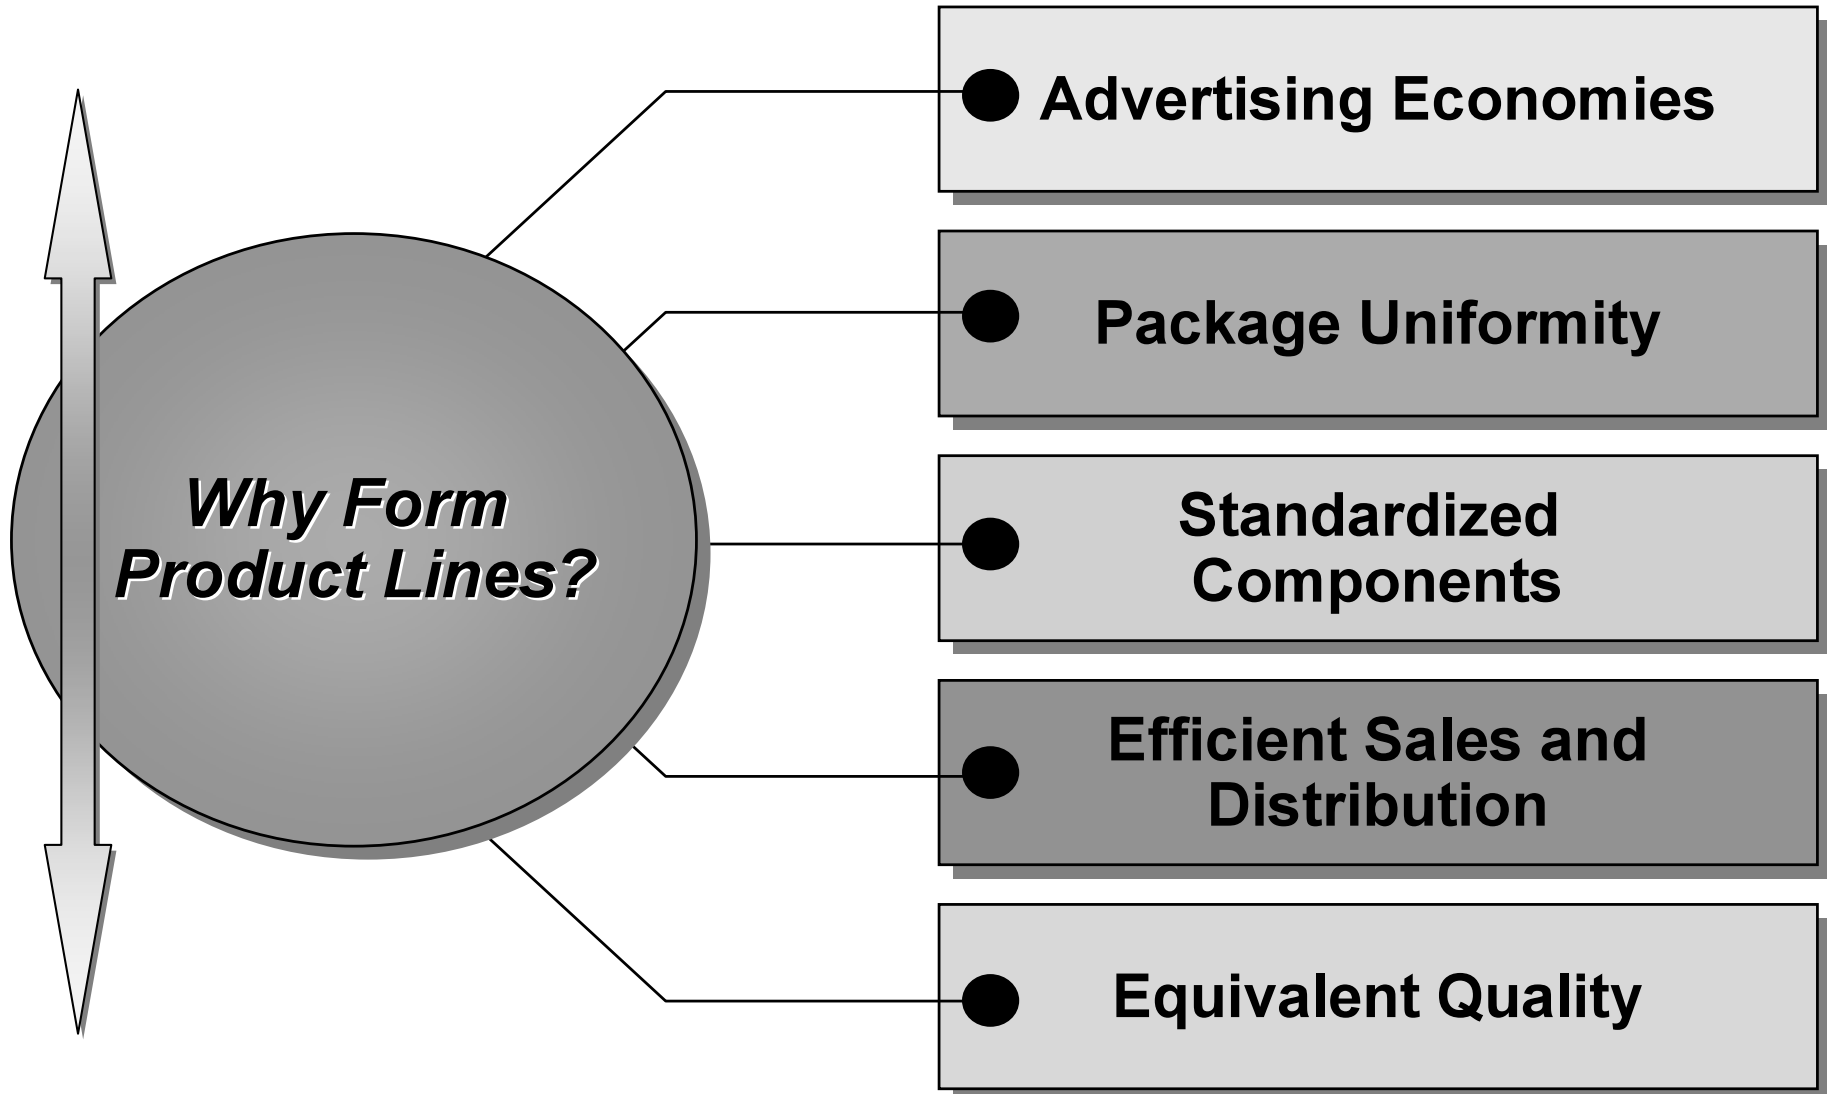 Why Form
Product Lines?
Advertising Economies
Package Uniformity
Standardized
Components
Efficient Sales and
Distribution
Equivalent Quality